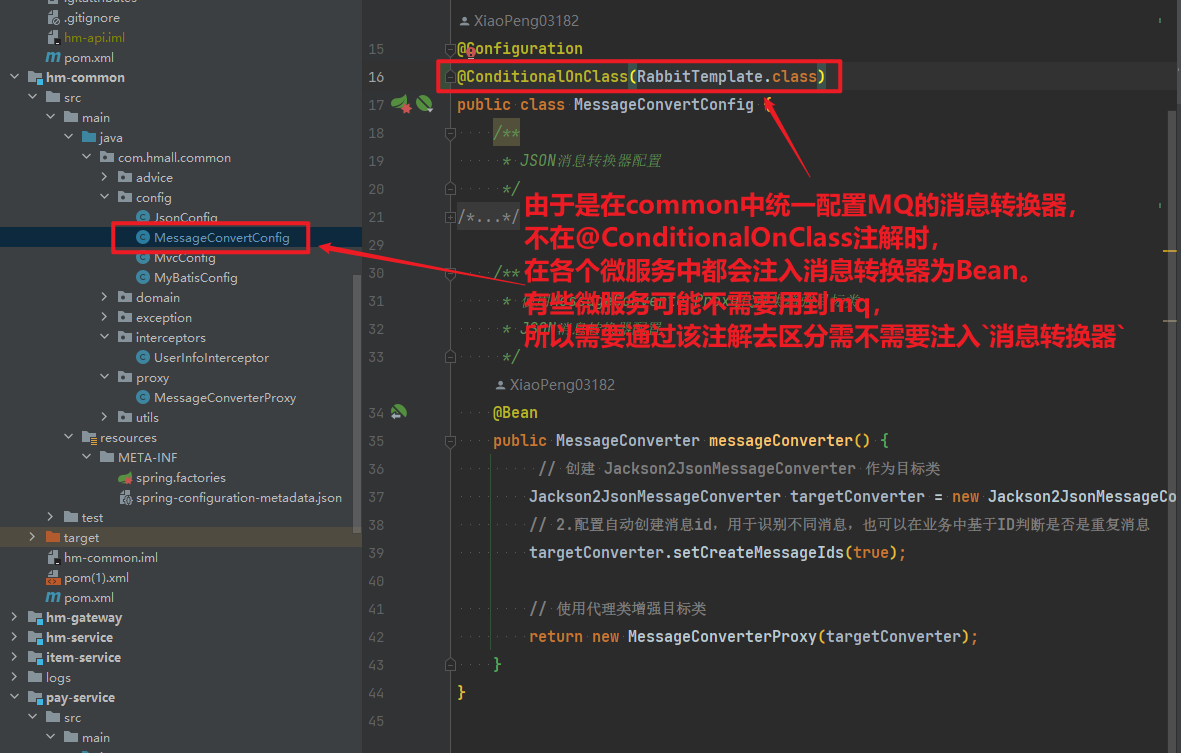 .gitattributes
.gitignore
hm-api.iml
pom.xml
hm-common
src
main
java
com.hmall.common
advice
config
JsonConfig
MessageConvertConfig
MvcConfig
MyBatisConfig
domain
exception
interceptors
UserInfoInterceptor
proxy
MessageConverterProxy
utils
resources
META-INF
spring.factories
spring-configuration-metadata.json
test
target
hm-common.iml
pom(1).xml
pom.xml
hm-gateway
hm-service
item-service
logs
pay-service
src
main
XiaoPeng03182
15 @Configuration
16 @ConditionalOnClass(RabbitTemplate.class)
17 public class MessageConvertConfig {
18 /**
19 * JSON消息转换器配置
20 */
21 /*...*/
29
30 /**
31 *
32 * JSON消息转换器配置
33 */
XiaoPeng03182
34 @Bean
35 public MessageConverter messageConverter() {
36 // 创建 Jackson2JsonMessageConverter 作为目标类
37 Jackson2JsonMessageConverter targetConverter = new Jackson2JsonMessageCo
38 // 2.配置自动创建消息id，用于识别不同消息，也可以在业务中基于ID判断是否是重复消息
39 targetConverter.setCreateMessageIds(true);
40
41 // 使用代理类增强目标类
42 return new MessageConverterProxy(targetConverter);
43 }
44 }
45
由于是在common中统一配置MQ的消息转换器，
不在@ConditionalOnClass注解时，
在各个微服务中都会注入消息转换器为Bean。
有些微服务可能不需要用到mq，
所以需要通过该注解去区分需不需要注入`消息转换器`